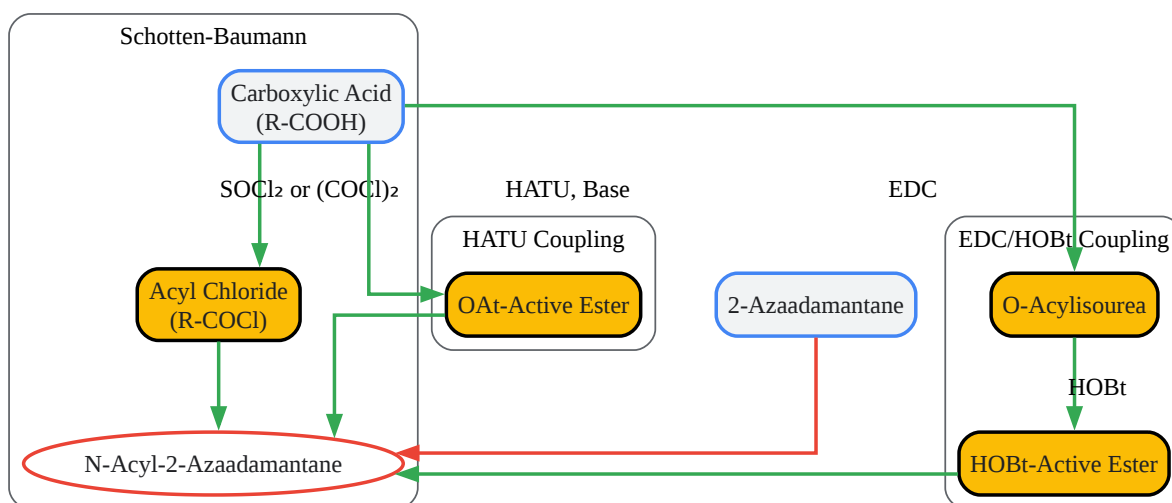 Schotten-Baumann
Carboxylic Acid
(R-COOH)
SOCl₂ or (COCl)₂
HATU, Base
EDC
HATU Coupling
EDC/HOBt Coupling
Acyl Chloride
(R-COCl)
OAt-Active Ester
2-Azaadamantane
O-Acylisourea
HOBt
N-Acyl-2-Azaadamantane
HOBt-Active Ester